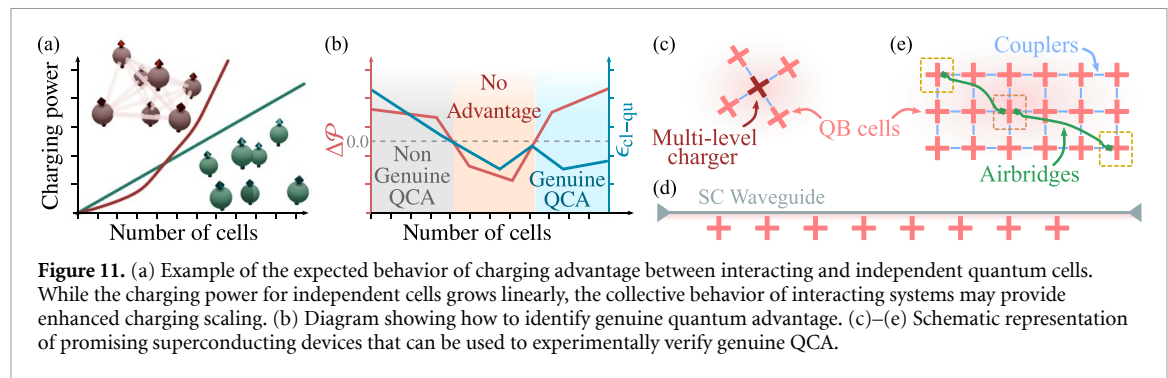 (a)
Charging power
Number of cells
(b)
Δ𝒫
0.0
No
Advantage
Non
Genuine
QCA
Genuine
QCA
ϵcl−qu
Number of cells
(c)
Multi-level
charger
QB cells
(e)
Couplers
Airbridges
(d)
SC Waveguide
Figure 11. (a) Example of the expected behavior of charging advantage between interacting and independent quantum cells.
While the charging power for independent cells grows linearly, the collective behavior of interacting systems may provide
enhanced charging scaling. (b) Diagram showing how to identify genuine quantum advantage. (c)–(e) Schematic representation
of promising superconducting devices that can be used to experimentally verify genuine QCA.